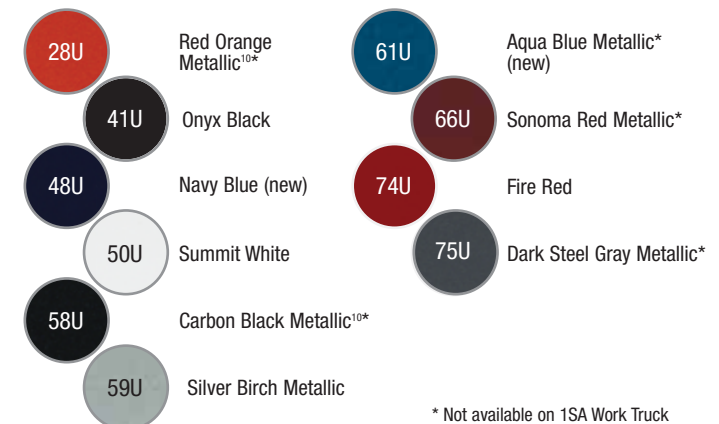 28U
Red Orange
Metallic¹⁰*
41U
Onyx Black
48U
Navy Blue (new)
50U
Summit White
58U
Carbon Black Metallic¹⁰*
59U
Silver Birch Metallic
61U
Aqua Blue Metallic*
(new)
66U
Sonoma Red Metallic*
74U
Fire Red
75U
Dark Steel Gray Metallic*
* Not available on 1SA Work Truck